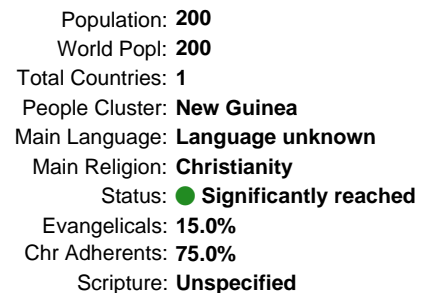 Population: 200
World Popl: 200
Total Countries: 1
People Cluster: New Guinea
Main Language: Language unknown
Main Religion: Christianity
Status: Significantly reached
Evangelicals: 15.0%
Chr Adherents: 75.0%
Scripture: Unspecified